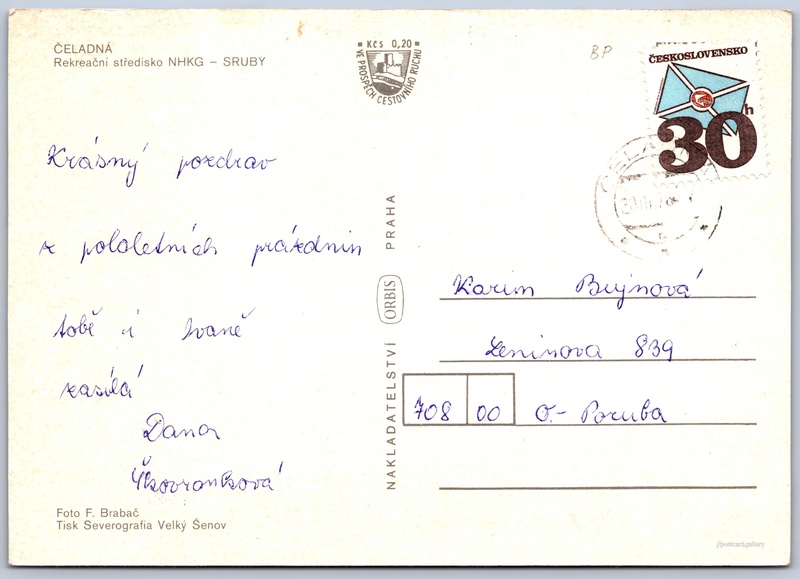 ČELADNÁ
Rekreační středisko NHKG – SRUBY
Kčs 0,20
VE PROSPĚCH CESTOVNÍHO RUCHU
BP
ČESKOSLOVENSKO
30h
Krásný pozdrav
z pololetních prázdnin
tobě i Ivaně
zasílá
Dana
Škovranková
Foto F. Brabač
Tisk Severografia Velký Šenov
NAKLADATELSTVÍ ORBIS PRAHA
Karin Bujnová
Leninova 839
708 00 O.- Poruba